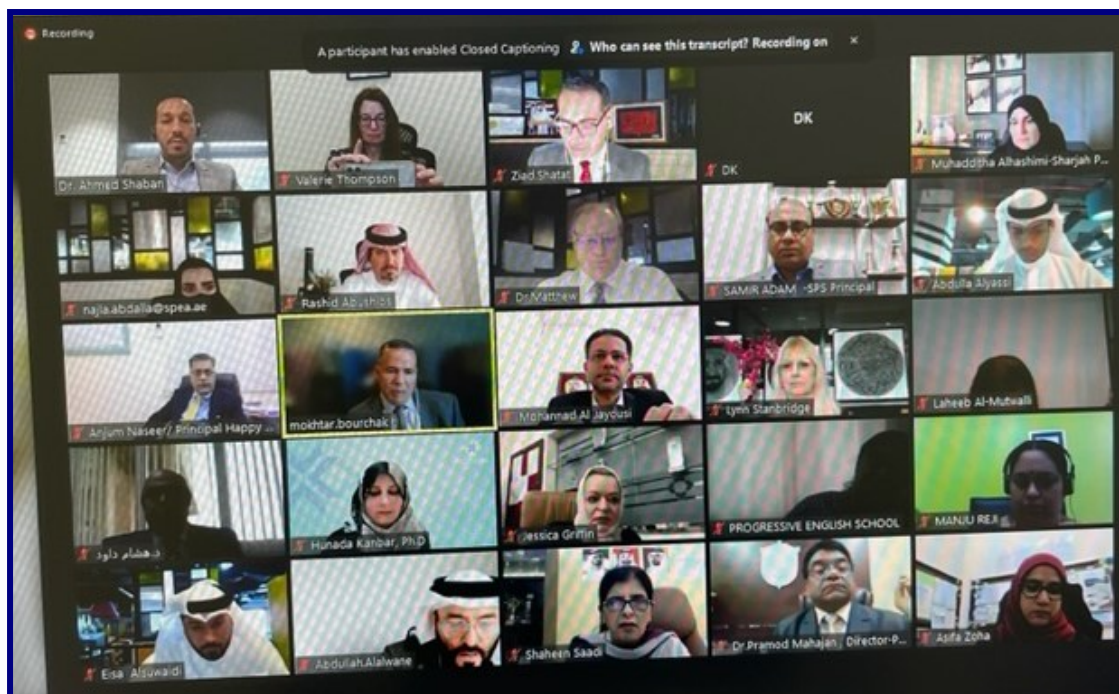 Recording
A participant has enabled Closed Captioning Who can see this transcript? Recording on
Dr. Ahmed Shaban
Valerie Thompson
Ziad Shatat
DK
DK
Muhadditha Alhashimi-Sharjah P...
najla.abdalla@spea.ae
Rashid Abushlbs
Dr.Matthew
SAMIR ADAM -SPS Principal
Abdulla Alyassi
Anjum Naseer/ Principal Happy ...
mokhtar.bourchak
Mohannad Al Jayousi
Lynn Stanbridge
Laheeb Al-Mutwalli
د.هشام داود
Hunada Kanbar, Ph.D
Jessica Griffin
PROGRESSIVE ENGLISH SCHOOL
MANJU REJI
Eisa Alsuwaidi
Abdullah.Alalwane
Shaheen Saadi
Dr.Pramod Mahajan , Director-P...
Asifa Zoha